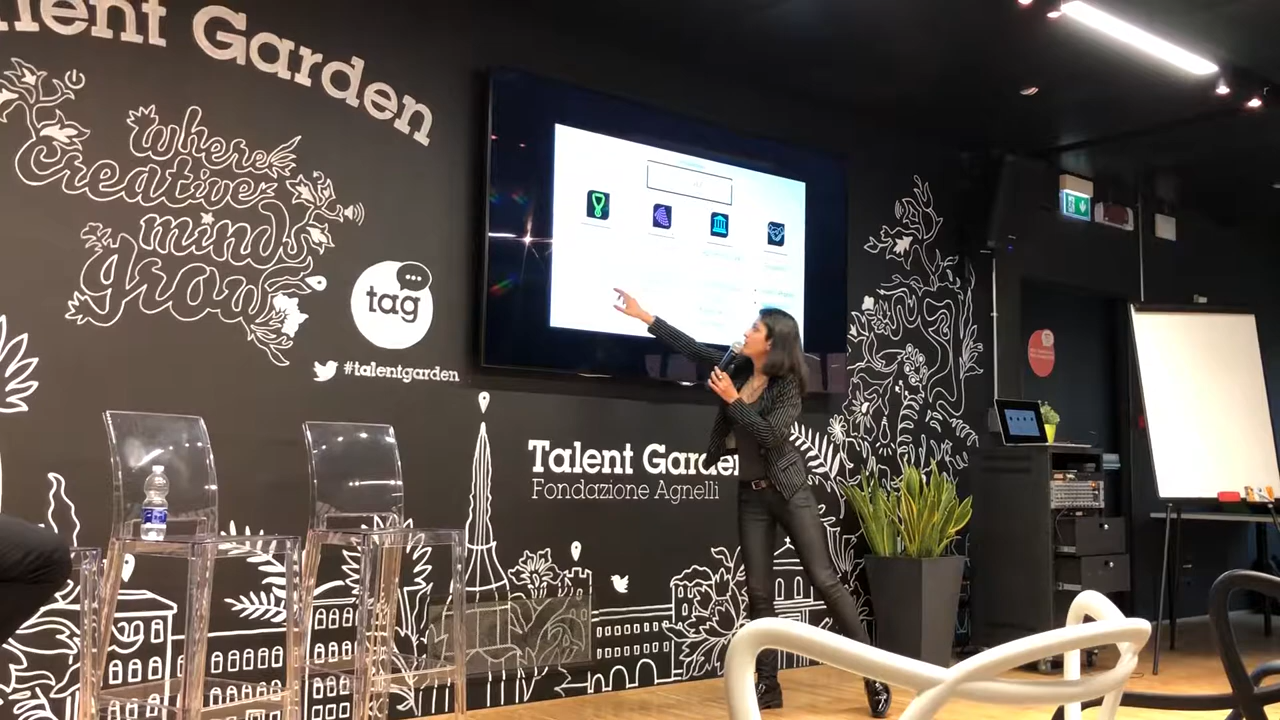 Talent Garden
where
creative
minds
grow
tag
#talentgarden
Talent Garden
Fondazione Agnelli